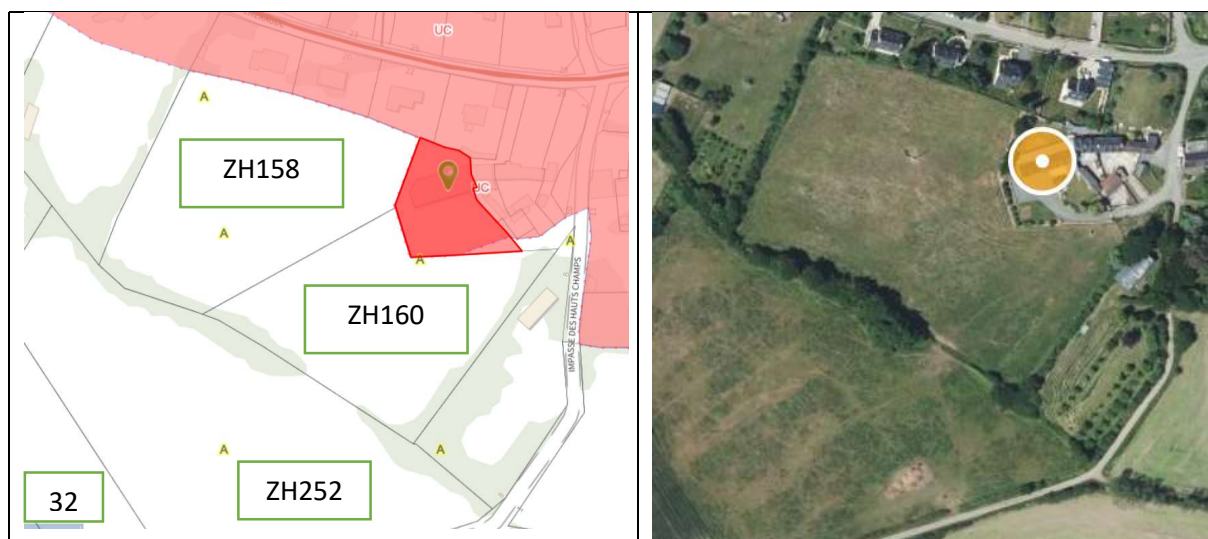 UC
A
ZH158
UC
A
A
A
ZH160
IMPASSE DES HAUTS CHAMPS
A
A
32
ZH252